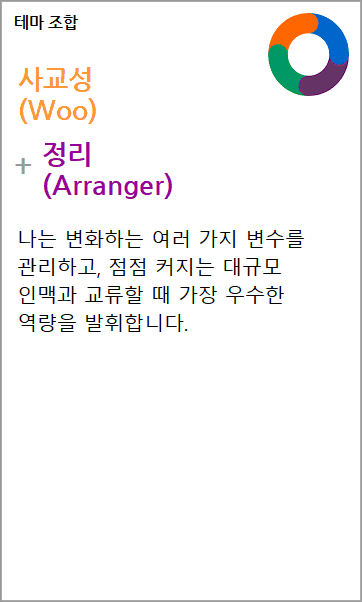 테마 조합
사교성
(Woo)
+ 정리
(Arranger)
나는 변화하는 여러 가지 변수를
관리하고, 점점 커지는 대규모
인맥과 교류할 때 가장 우수한
역량을 발휘합니다.